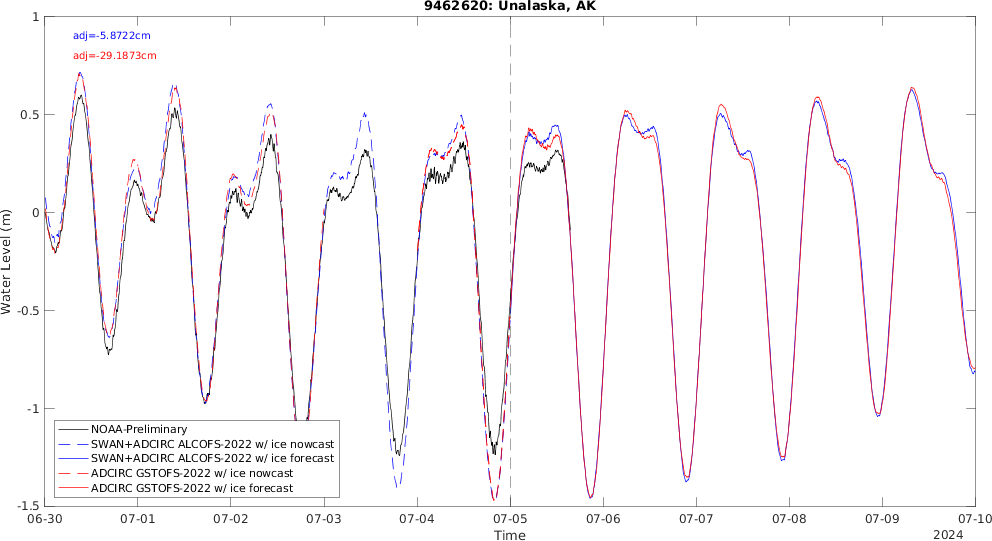 9462620: Unalaska, AK
adj=-5.8722cm
adj=-29.1873cm
Water Level (m)
1
0.5
0
-0.5
-1
-1.5
NOAA-Preliminary
SWAN+ADCIRC ALCOFS-2022 w/ ice nowcast
SWAN+ADCIRC ALCOFS-2022 w/ ice forecast
ADCIRC GSTOFS-2022 w/ ice nowcast
ADCIRC GSTOFS-2022 w/ ice forecast
06-30 07-01 07-02 07-03 07-04 07-05 07-06 07-07 07-08 07-09 07-10
Time
2024